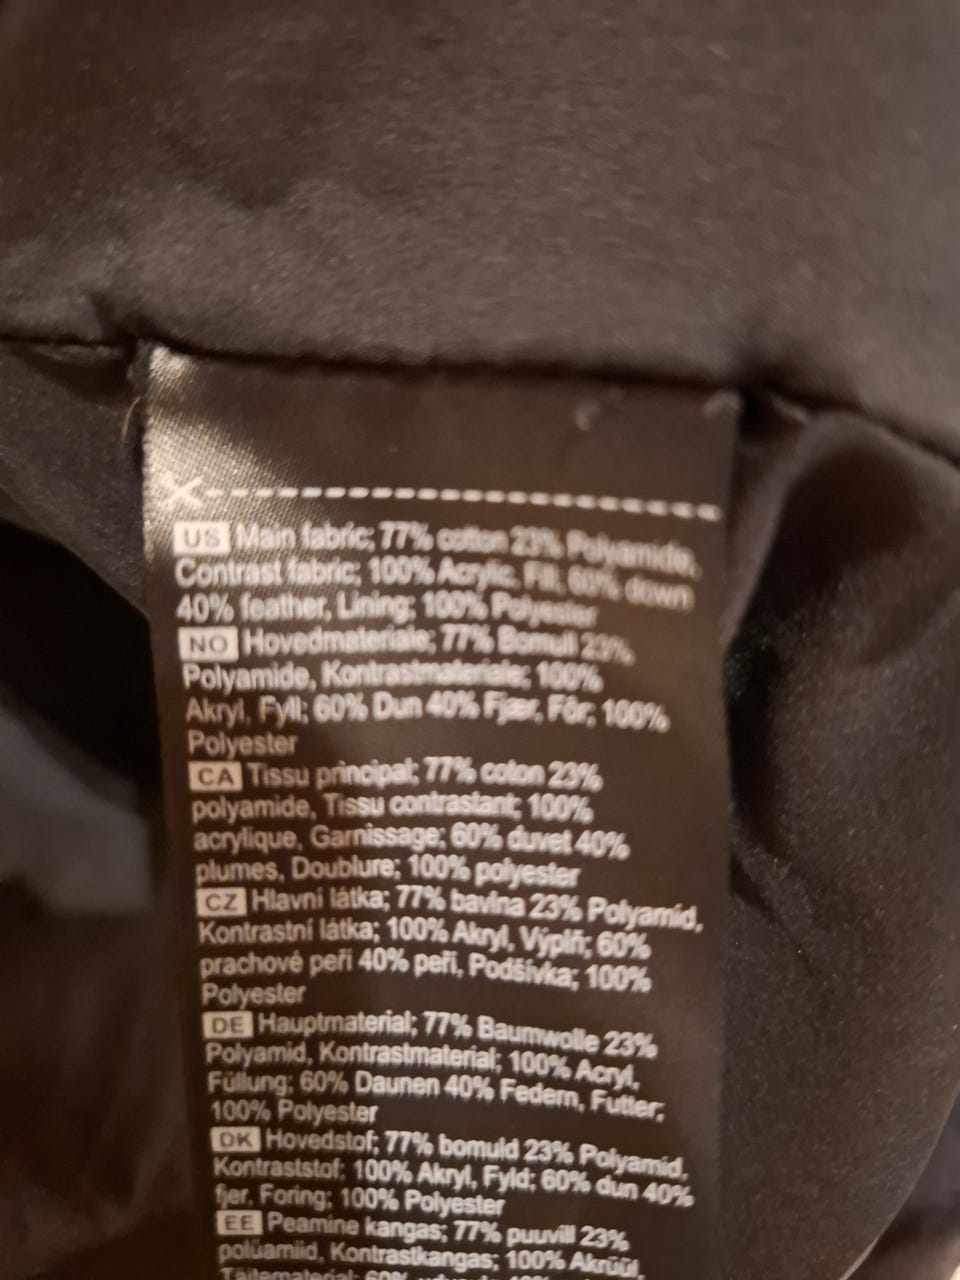 US Main fabric; 77% cotton 23% Polyamide,
Contrast fabric; 100% Acrylic, Fill, 60% down
40% feather, Lining; 100% Polyester
NO Hovedmateriale; 77% Bomull 23%
Polyamide, Kontrastmateriale; 100%
Akryl, Fyll; 60% Dun 40% Fjær, Fôr; 100%
Polyester
CA Tissu principal; 77% coton 23%
polyamide, Tissu contrastant; 100%
acrylique, Garnissage; 60% duvet 40%
plumes, Doublure; 100% polyester
CZ Hlavní látka; 77% bavlna 23% Polyamid,
Kontrastní látka; 100% Akryl, Výplň; 60%
prachové peří 40% peří, Podšívka; 100%
Polyester
DE Hauptmaterial; 77% Baumwolle 23%
Polyamid, Kontrastmaterial; 100% Acryl,
Füllung; 60% Daunen 40% Federn, Futter;
100% Polyester
DK Hovedstof; 77% bomuld 23% Polyamid,
Kontraststof; 100% Akryl, Fyld; 60% dun 40%
fjer, Foring; 100% Polyester
EE Peamine kangas; 77% puuvill 23%
polüamiid, Kontrastkangas; 100% Akrüül,
Täitematerjal; 60%